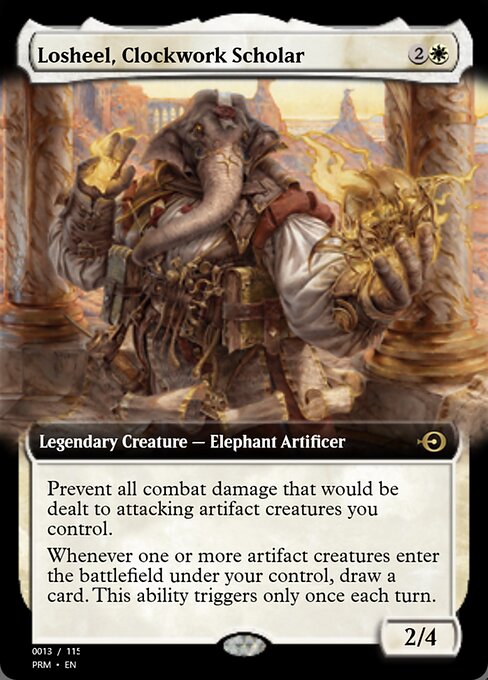 Losheel, Clockwork Scholar 2
Legendary Creature — Elephant Artificer
Prevent all combat damage that would be
dealt to attacking artifact creatures you
control.
Whenever one or more artifact creatures enter
the battlefield under your control, draw a
card. This ability triggers only once each turn.
2/4
0013 / 115
PRM • EN